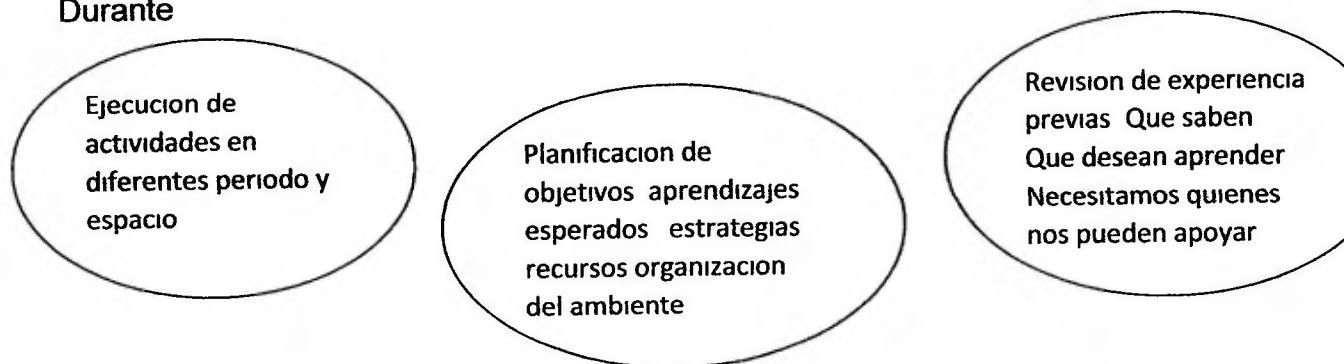 Durante
Ejecucion de
actividades en
diferentes periodo y
espacio
Planificacion de
objetivos aprendizajes
esperados estrategias
recursos organizacion
del ambiente
Revision de experiencia
previas Que saben
Que desean aprender
Necesitamos quienes
nos pueden apoyar